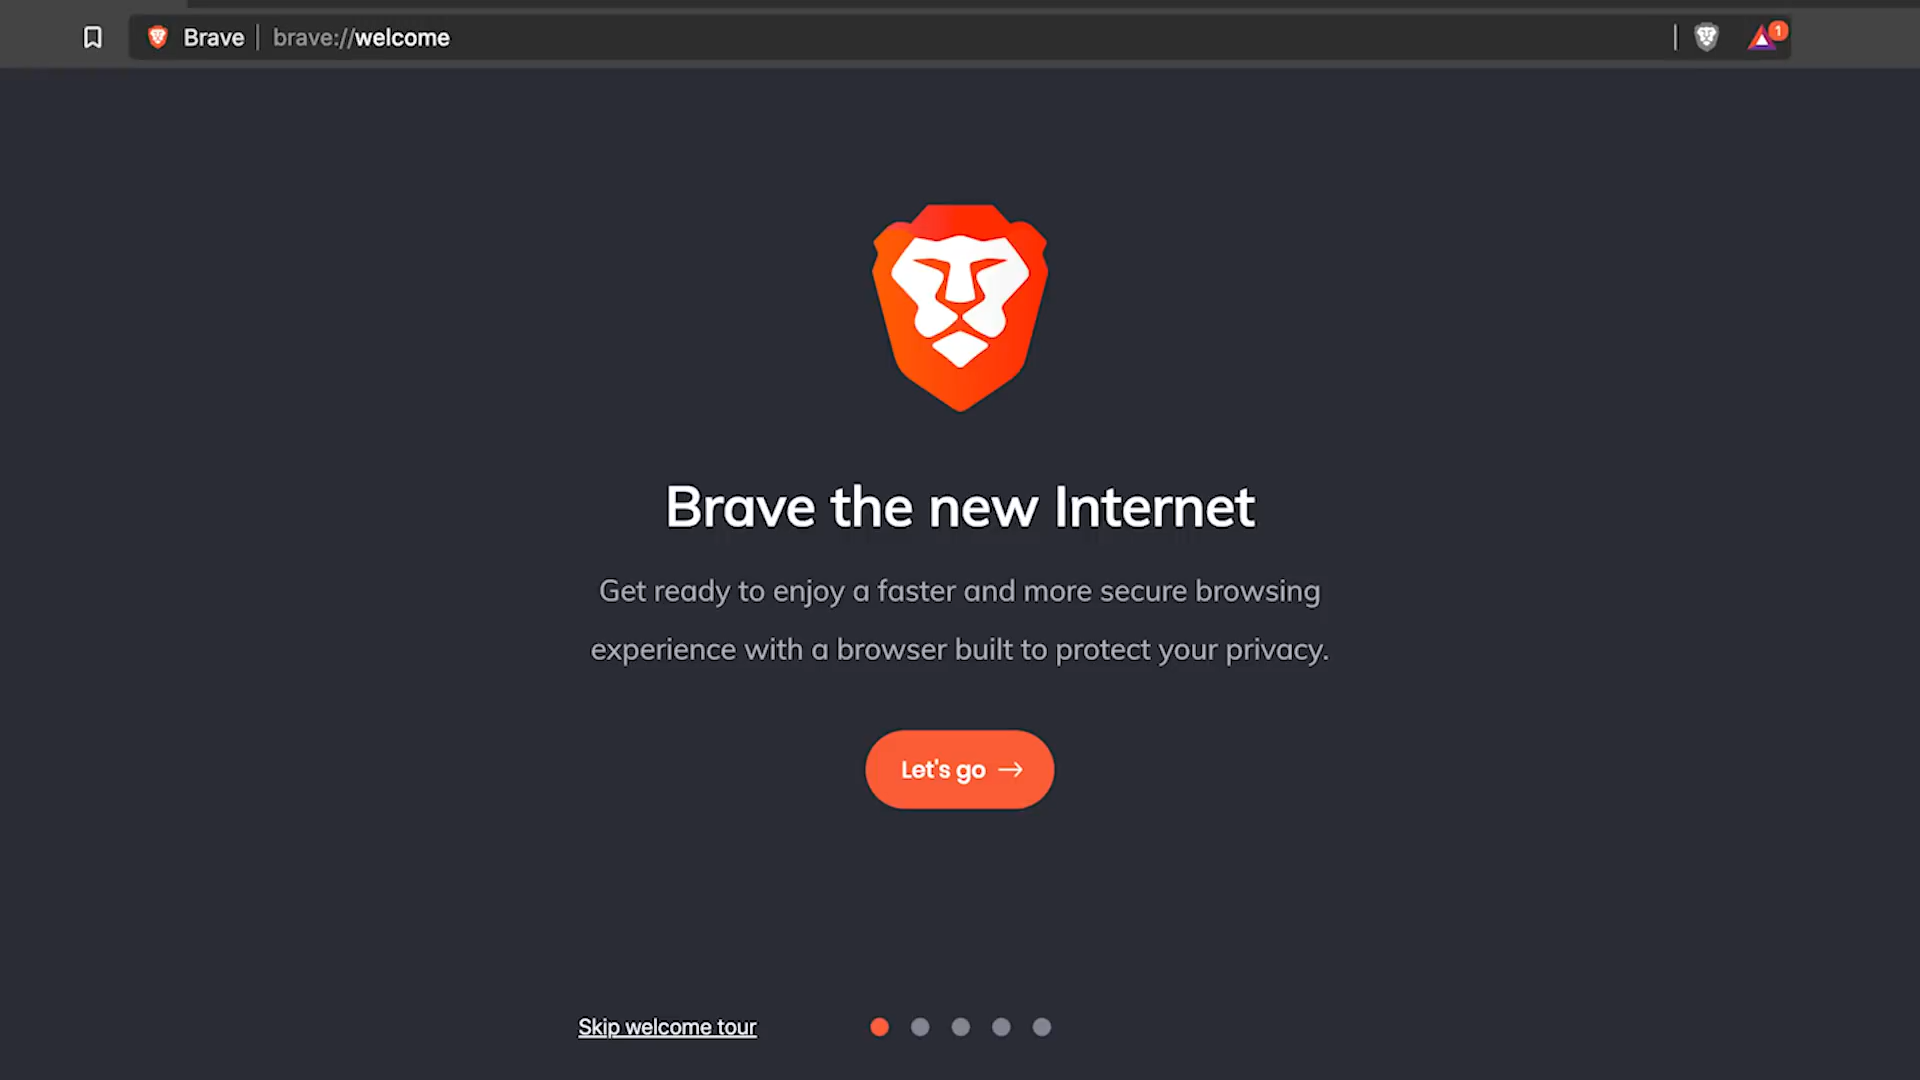 Brave | brave://welcome
1
Brave the new Internet
Get ready to enjoy a faster and more secure browsing
experience with a browser built to protect your privacy.
Let's go →
Skip welcome tour